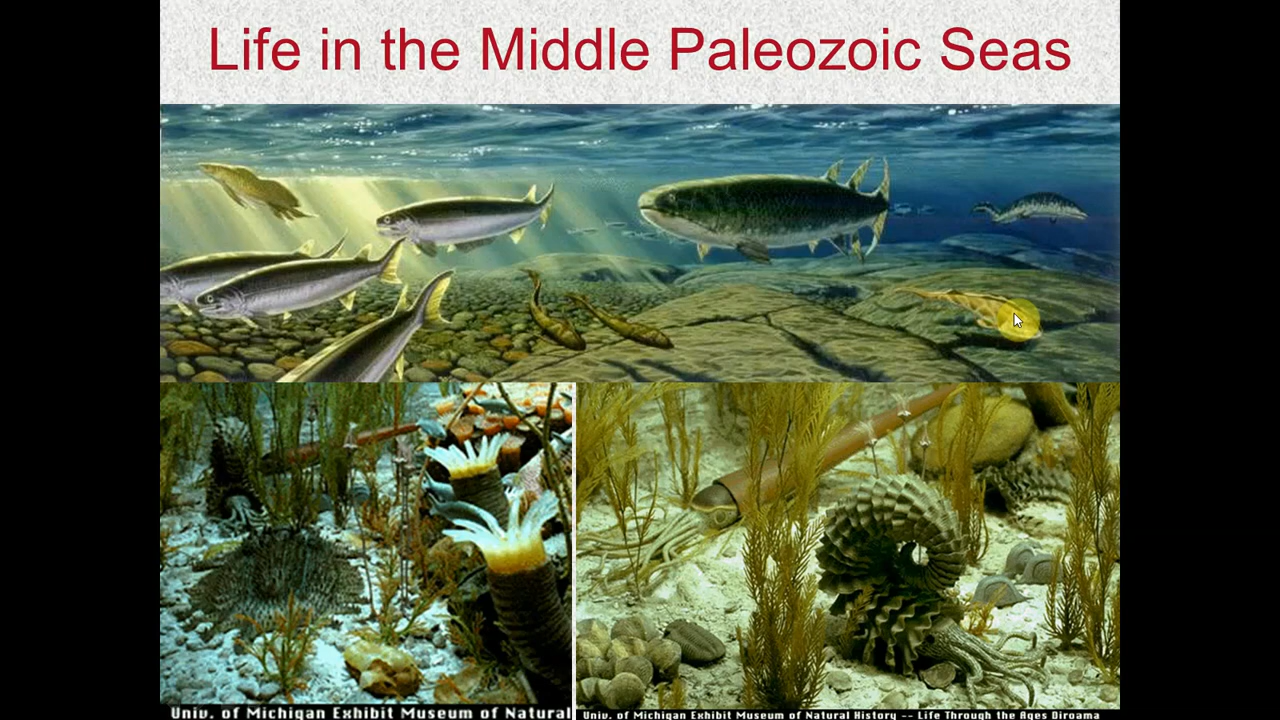 Life in the Middle Paleozoic Seas
Univ. of Michigan Exhibit Museum of Natural
Univ. of Michigan Exhibit Museum of Natural History -- Life Through the Ages Diroama